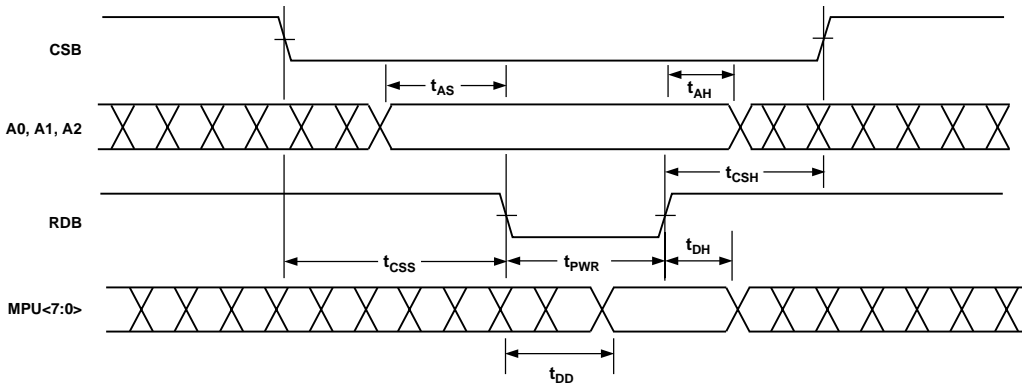 CSB
tAS
tAH
A0, A1, A2
tCSH
RDB
tCSS
tPWR
tDH
MPU<7:0>
tDD